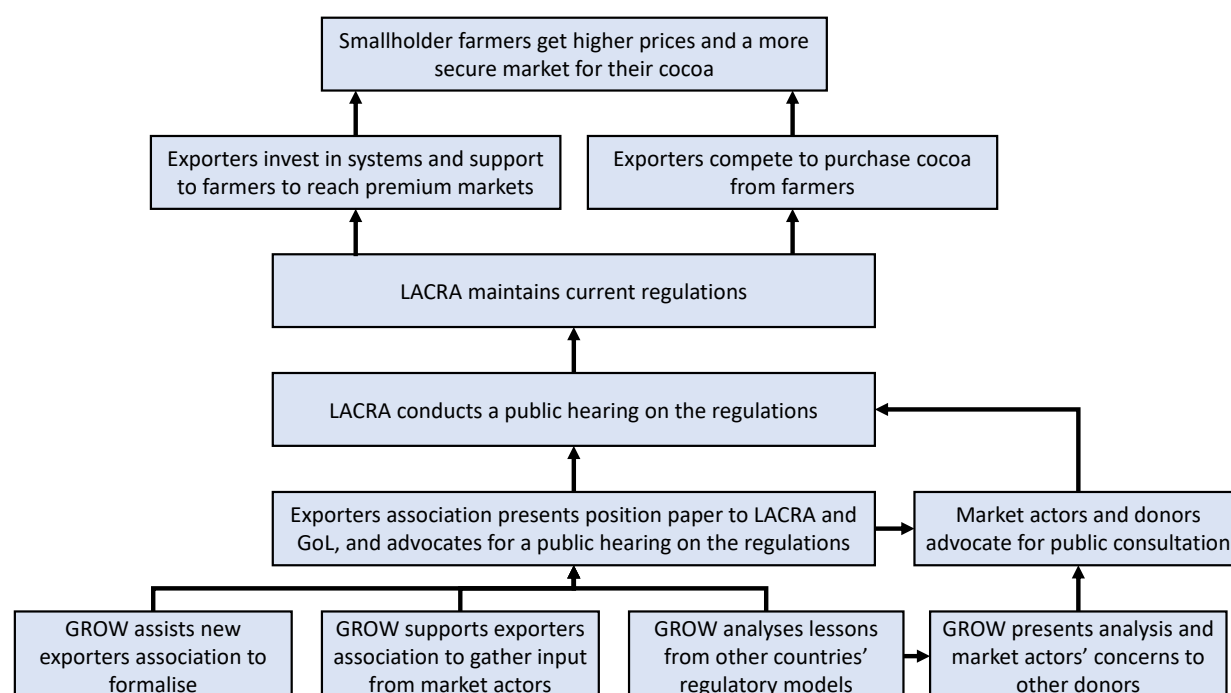 Smallholder farmers get higher prices and a more
secure market for their cocoa
Exporters invest in systems and support
to farmers to reach premium markets
Exporters compete to purchase cocoa
from farmers
LACRA maintains current regulations
LACRA conducts a public hearing on the regulations
Exporters association presents position paper to LACRA and
GoL, and advocates for a public hearing on the regulations
Market actors and donors
advocate for public consultation
GROW assists new
exporters association to
formalise
GROW supports exporters
association to gather input
from market actors
GROW analyses lessons
from other countries’
regulatory models
GROW presents analysis and
market actors’ concerns to
other donors